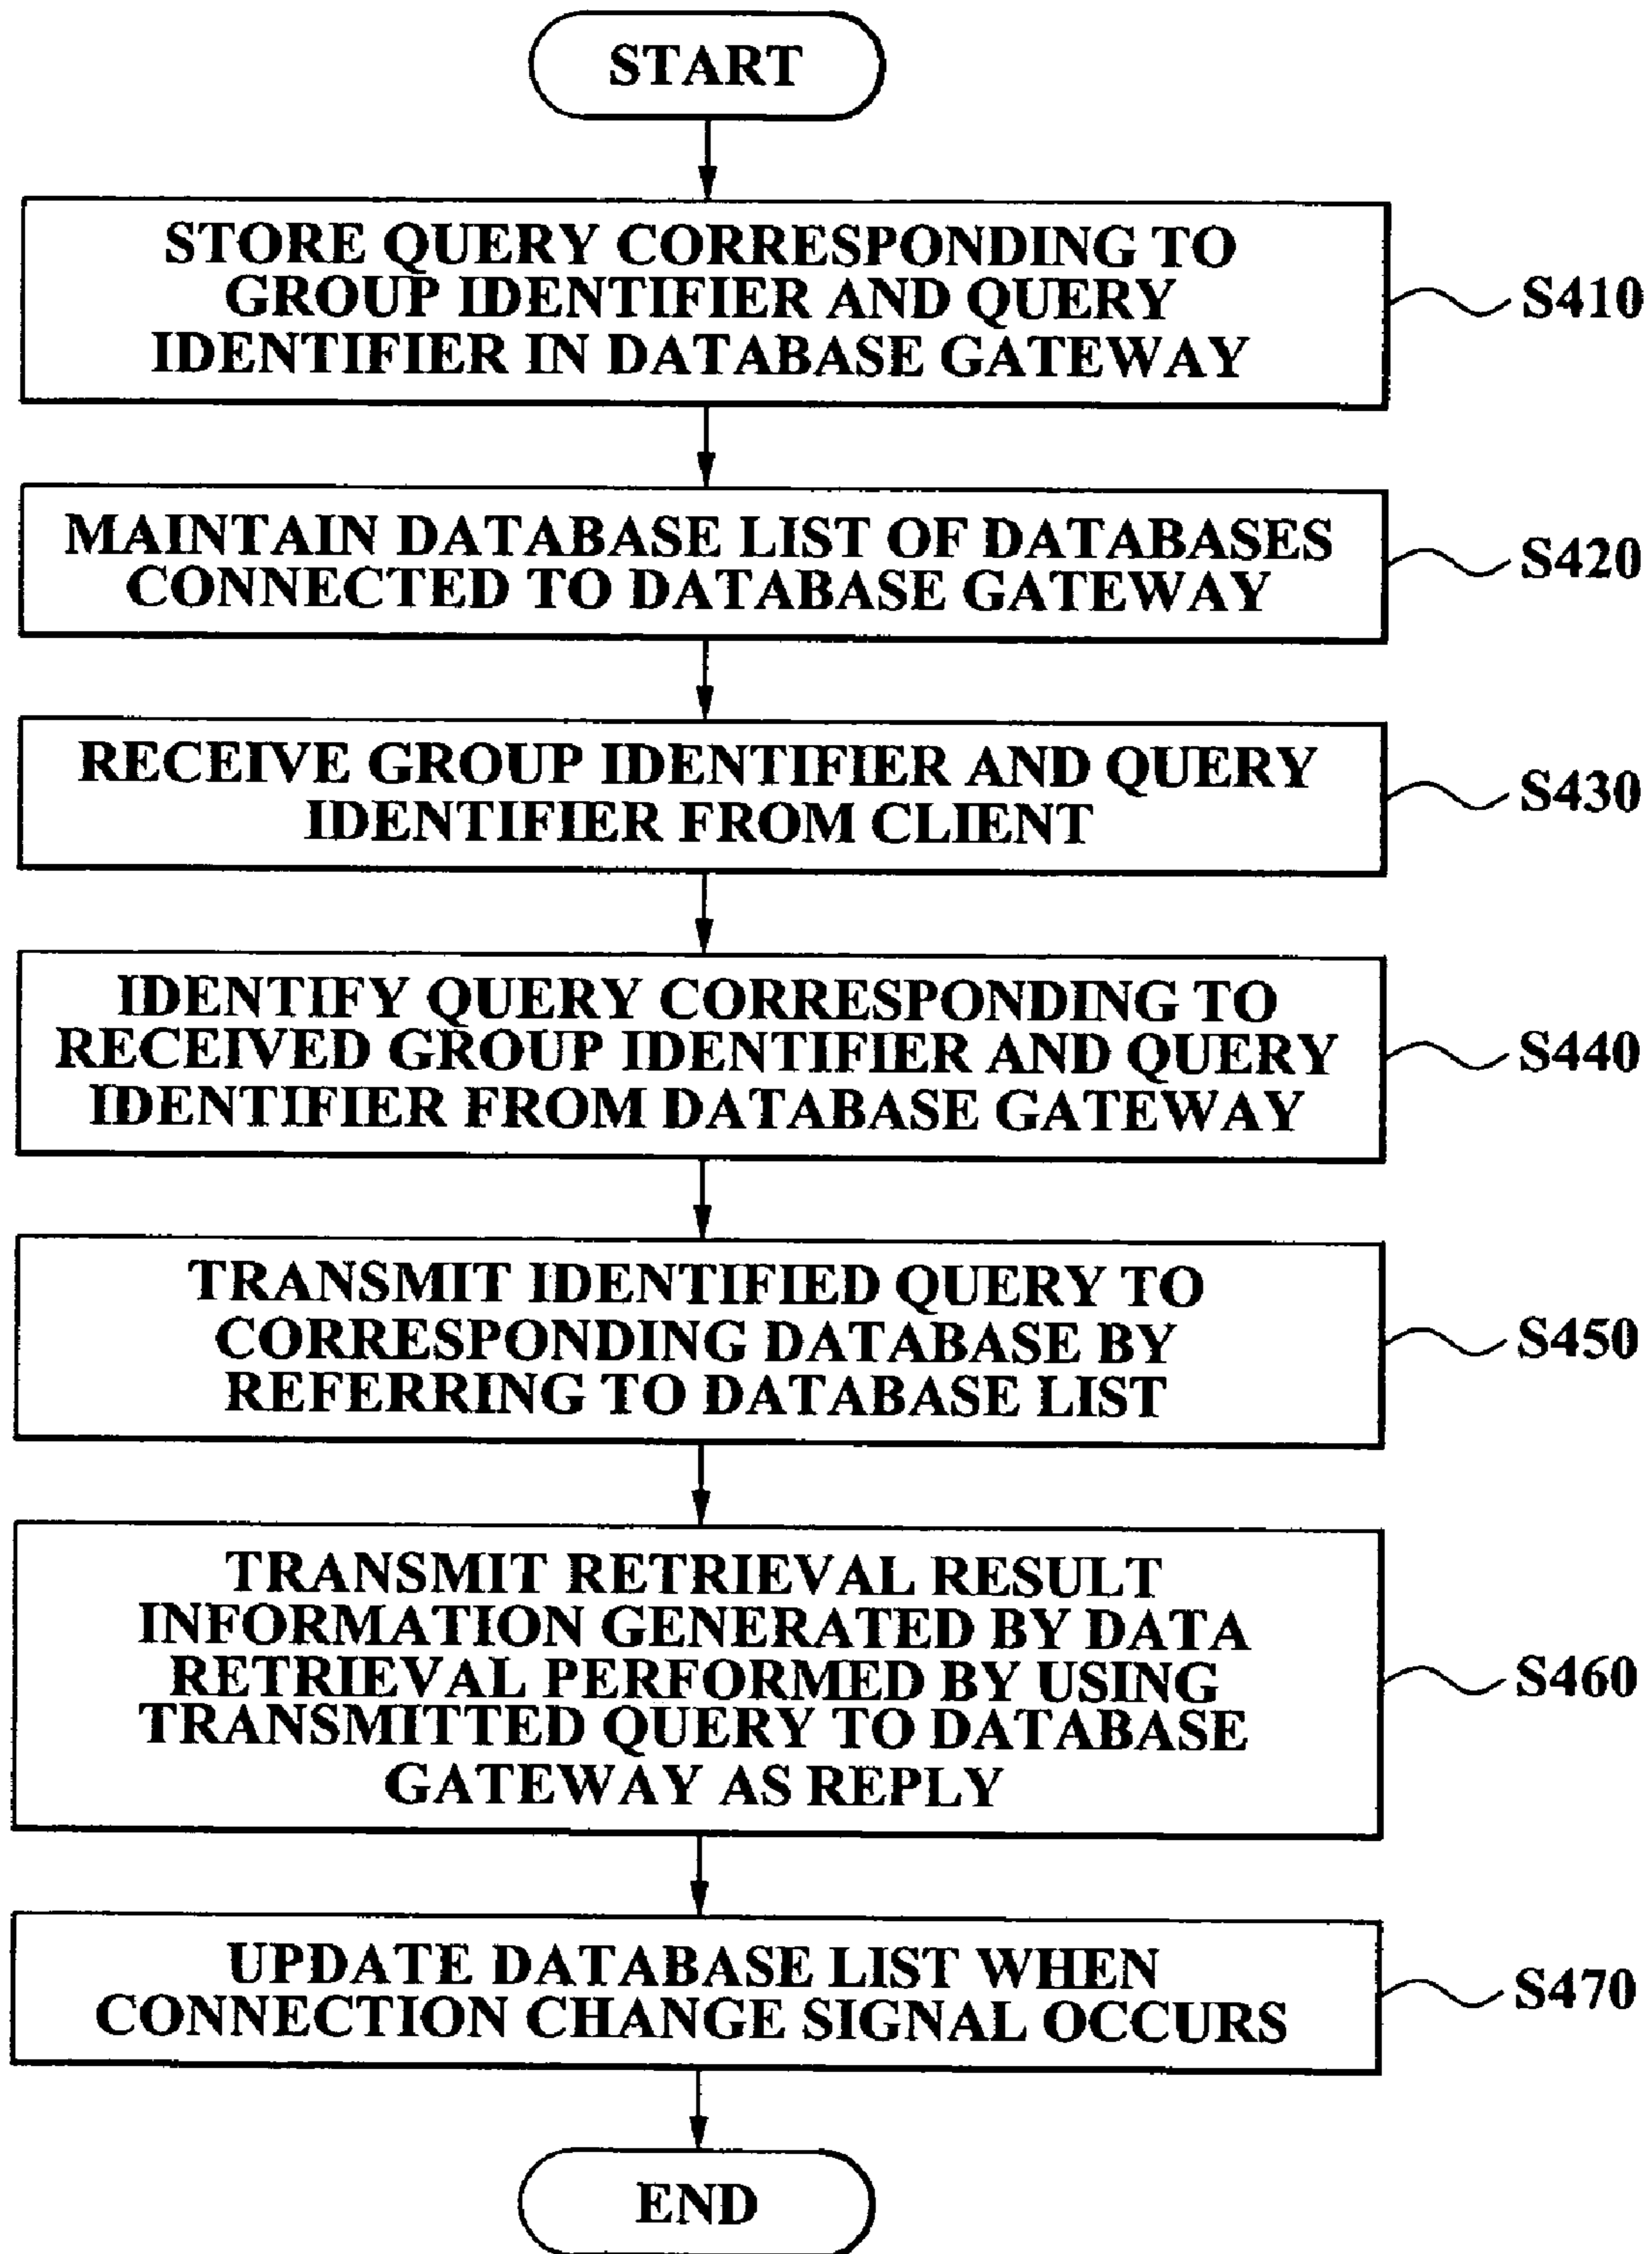 START
STORE QUERY CORRESPONDING TO
GROUP IDENTIFIER AND QUERY
IDENTIFIER IN DATABASE GATEWAY
S410
MAINTAIN DATABASE LIST OF DATABASES
CONNECTED TO DATABASE GATEWAY
S420
RECEIVE GROUP IDENTIFIER AND QUERY
IDENTIFIER FROM CLIENT
S430
IDENTIFY QUERY CORRESPONDING TO
RECEIVED GROUP IDENTIFIER AND QUERY
IDENTIFIER FROM DATABASE GATEWAY
S440
TRANSMIT IDENTIFIED QUERY TO
CORRESPONDING DATABASE BY
REFERRING TO DATABASE LIST
S450
TRANSMIT RETRIEVAL RESULT
INFORMATION GENERATED BY DATA
RETRIEVAL PERFORMED BY USING
TRANSMITTED QUERY TO DATABASE
GATEWAY AS REPLY
S460
UPDATE DATABASE LIST WHEN
CONNECTION CHANGE SIGNAL OCCURS
S470
END